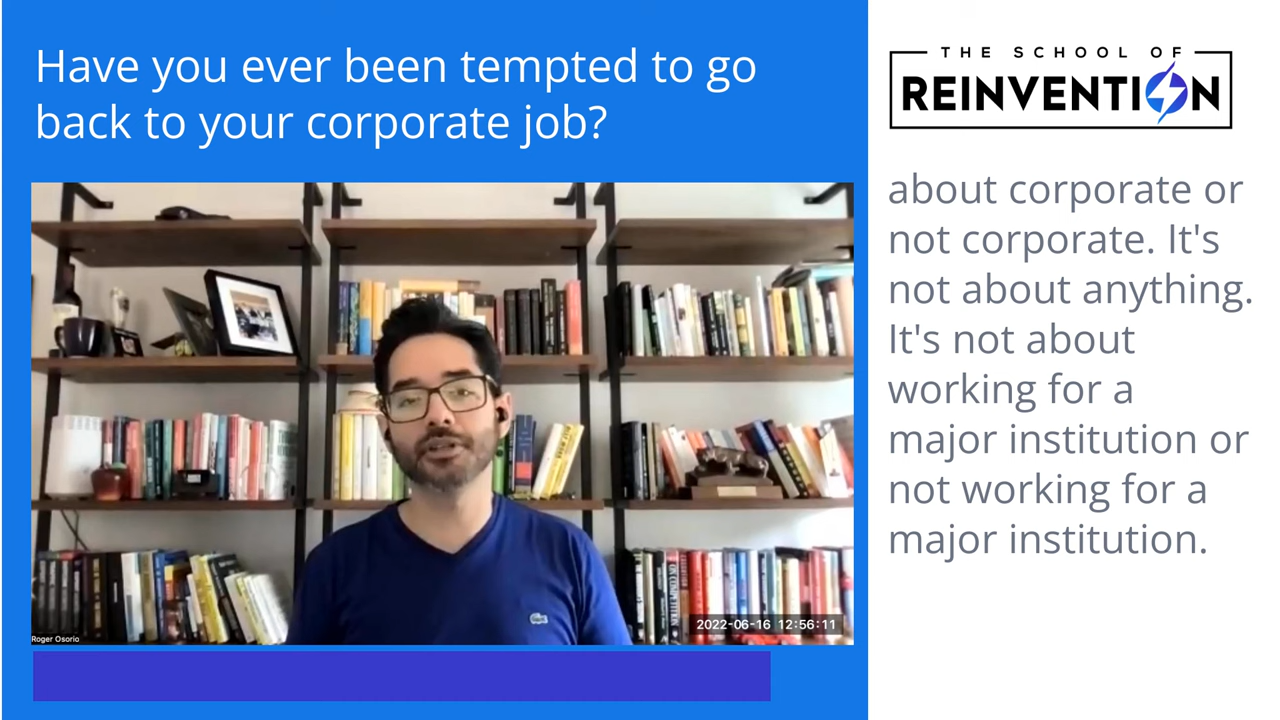 Have you ever been tempted to go
back to your corporate job?
THE SCHOOL OF
REINVENTION
about corporate or
not corporate. It's
not about anything.
It's not about
working for a
major institution or
not working for a
major institution.
ON COMPETITION
2022-06-16 12:56:11
Roger Osorio